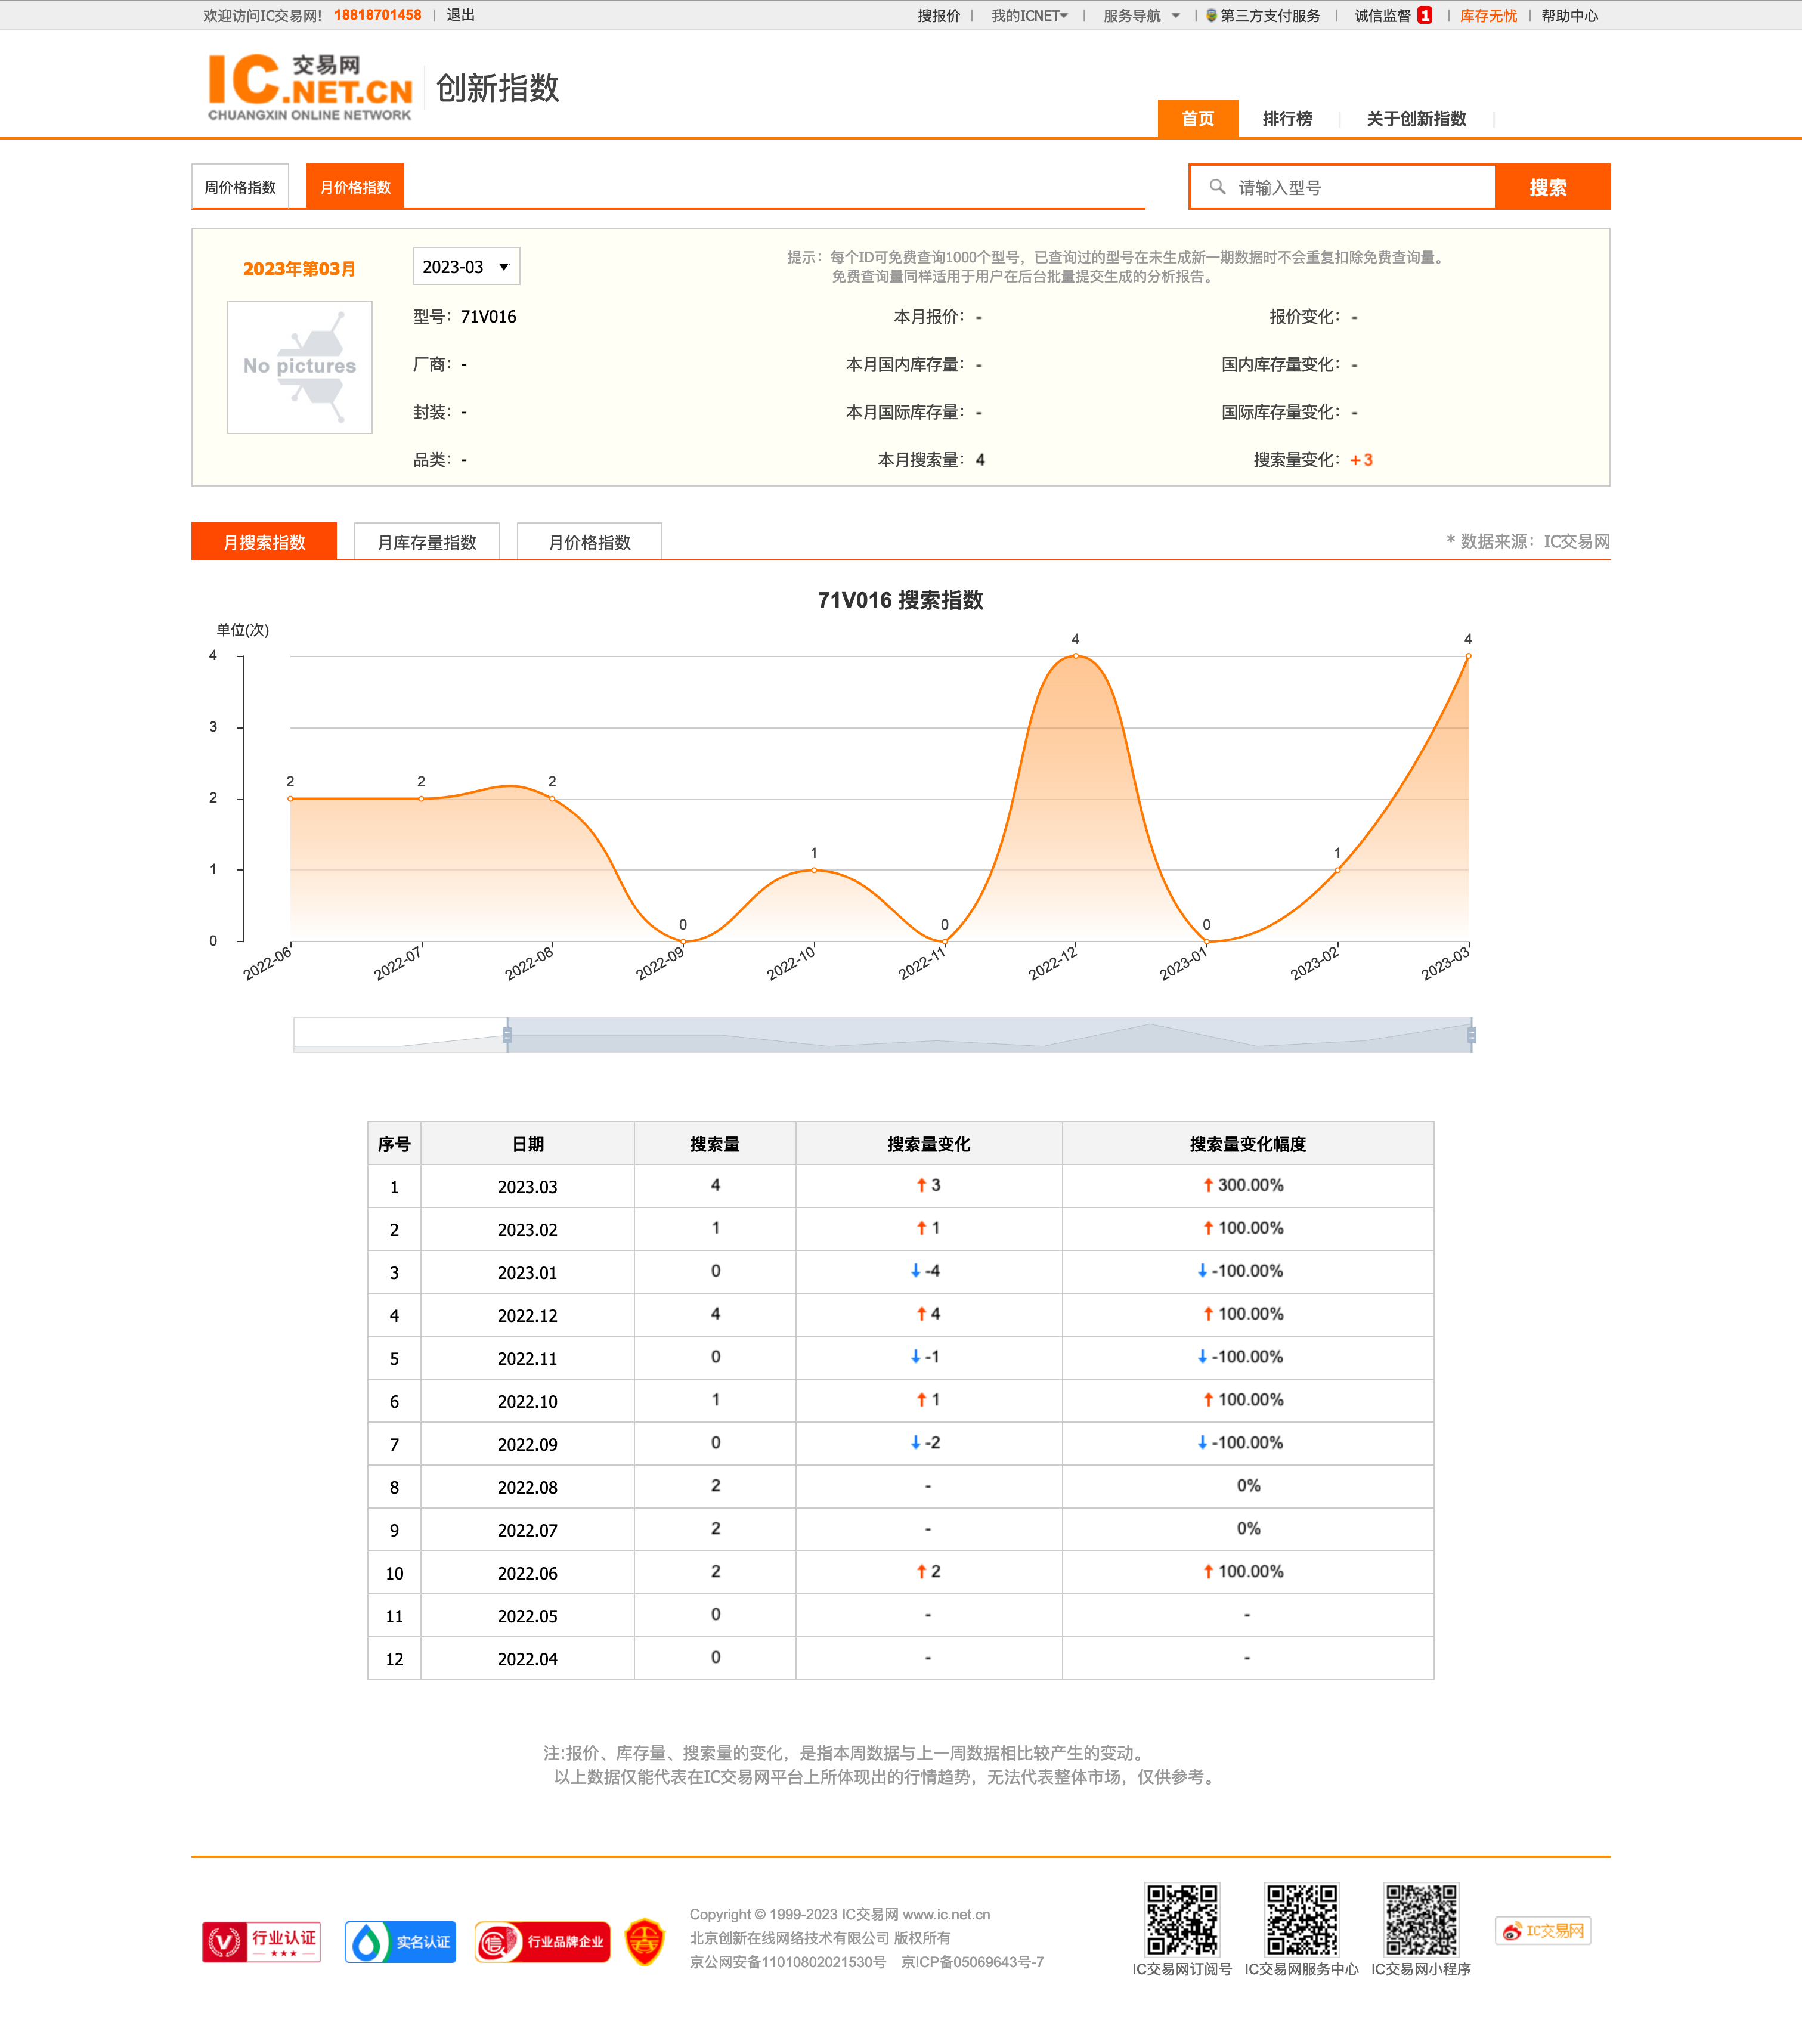 欢迎访问IC交易网! 18818701458 | 退出 搜报价 | 我的ICNET | 服务导航 | 第三方支付服务 | 诚信监督 1 | 库存无忧 | 帮助中心
IC交易网.NET.CN 创新指数
CHUANGXIN ONLINE NETWORK
首页 排行榜 关于创新指数
周价格指数 月价格指数 请输入型号 搜索
2023年第03月 2023-03
提示：每个ID可免费查询1000个型号，已查询过的型号在未生成新一期数据时不会重复扣除免费查询量。
免费查询量同样适用于用户在后台批量提交生成的分析报告。
No pictures
型号：71V016 本月报价：- 报价变化：-
厂商：- 本月国内库存量：- 国内库存量变化：-
封装：- 本月国际库存量：- 国际库存量变化：-
品类：- 本月搜索量：4 搜索量变化：+3
月搜索指数 月库存量指数 月价格指数 * 数据来源：IC交易网
71V016 搜索指数
单位(次)
4
3
2
1
0
2 2 2 0 1 0 4 0 1 4
2022-06 2022-07 2022-08 2022-09 2022-10 2022-11 2022-12 2023-01 2023-02 2023-03
序号 日期 搜索量 搜索量变化 搜索量变化幅度
1 2023.03 4 ↑ 3 ↑ 300.00%
2 2023.02 1 ↑ 1 ↑ 100.00%
3 2023.01 0 ↓ -4 ↓ -100.00%
4 2022.12 4 ↑ 4 ↑ 100.00%
5 2022.11 0 ↓ -1 ↓ -100.00%
6 2022.10 1 ↑ 1 ↑ 100.00%
7 2022.09 0 ↓ -2 ↓ -100.00%
8 2022.08 2 - 0%
9 2022.07 2 - 0%
10 2022.06 2 ↑ 2 ↑ 100.00%
11 2022.05 0 - -
12 2022.04 0 - -
注:报价、库存量、搜索量的变化，是指本周数据与上一周数据相比较产生的变动。
以上数据仅能代表在IC交易网平台上所体现出的行情趋势，无法代表整体市场，仅供参考。
行业认证 实名认证 信 行业品牌企业
Copyright © 1999-2023 IC交易网 www.ic.net.cn
北京创新在线网络技术有限公司 版权所有
京公网安备11010802021530号 京ICP备05069643号-7
IC交易网订阅号 IC交易网服务中心 IC交易网小程序
IC交易网